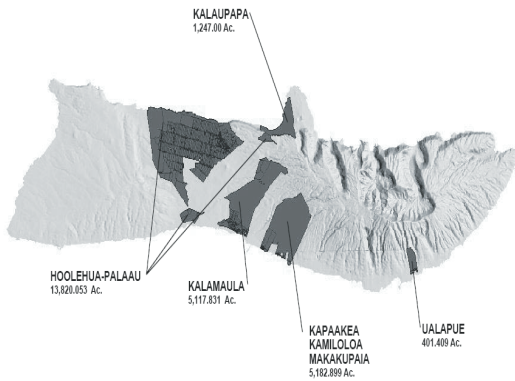 KALAUPAPA
1,247.00 Ac.
HOOLEHUA-PALAAU
13,820.053 Ac.
KALAMAULA
5,117.831 Ac.
KAPAAKEA
KAMILOLOA
MAKAKUPAIA
5,182.899 Ac.
UALAPUE
401.409 Ac.